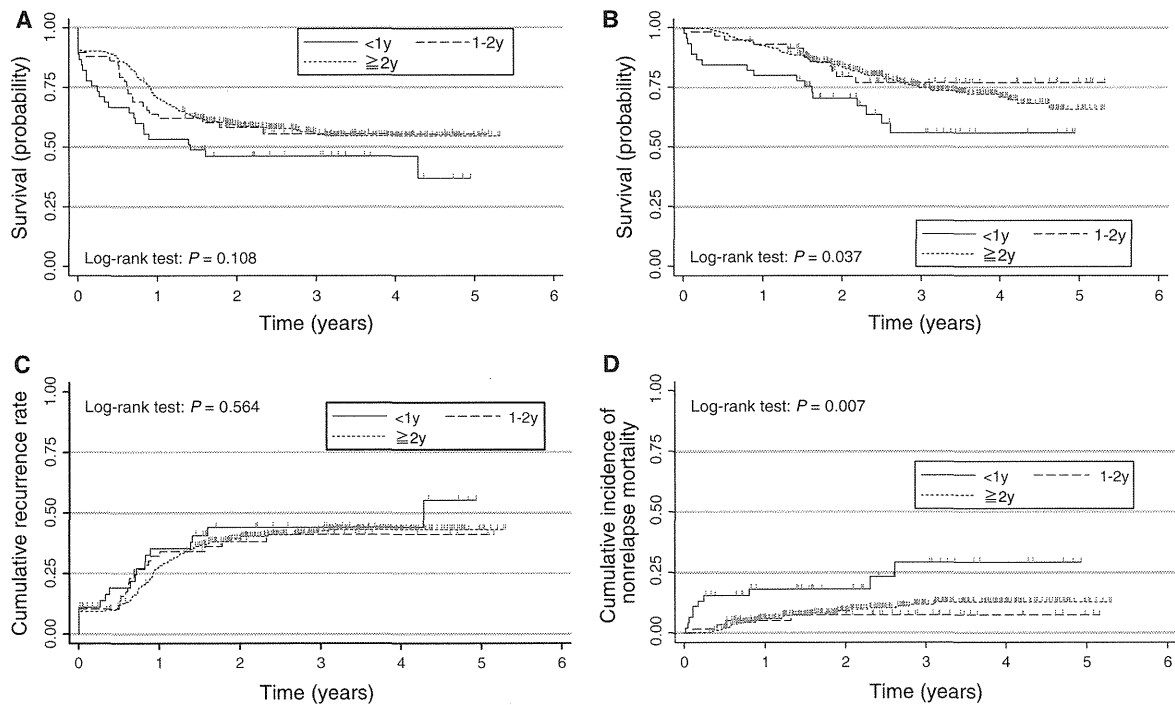 A
Survival (probability)
1.00
0.75
0.50
0.25
0.00
<1y
1-2y
≧2y
Log-rank test: P = 0.108
0 1 2 3 4 5 6
Time (years)
B
Survival (probability)
1.00
0.75
0.50
0.25
0.00
<1y
1-2y
≧2y
Log-rank test: P = 0.037
0 1 2 3 4 5 6
Time (years)
C
Cumulative recurrence rate
1.00
0.75
0.50
0.25
0.00
Log-rank test: P = 0.564
<1y
1-2y
≧2y
0 1 2 3 4 5 6
Time (years)
D
Cumulative incidence of
nonrelapse mortality
1.00
0.75
0.50
0.25
0.00
Log-rank test: P = 0.007
<1y
1-2y
≧2y
0 1 2 3 4 5 6
Time (years)